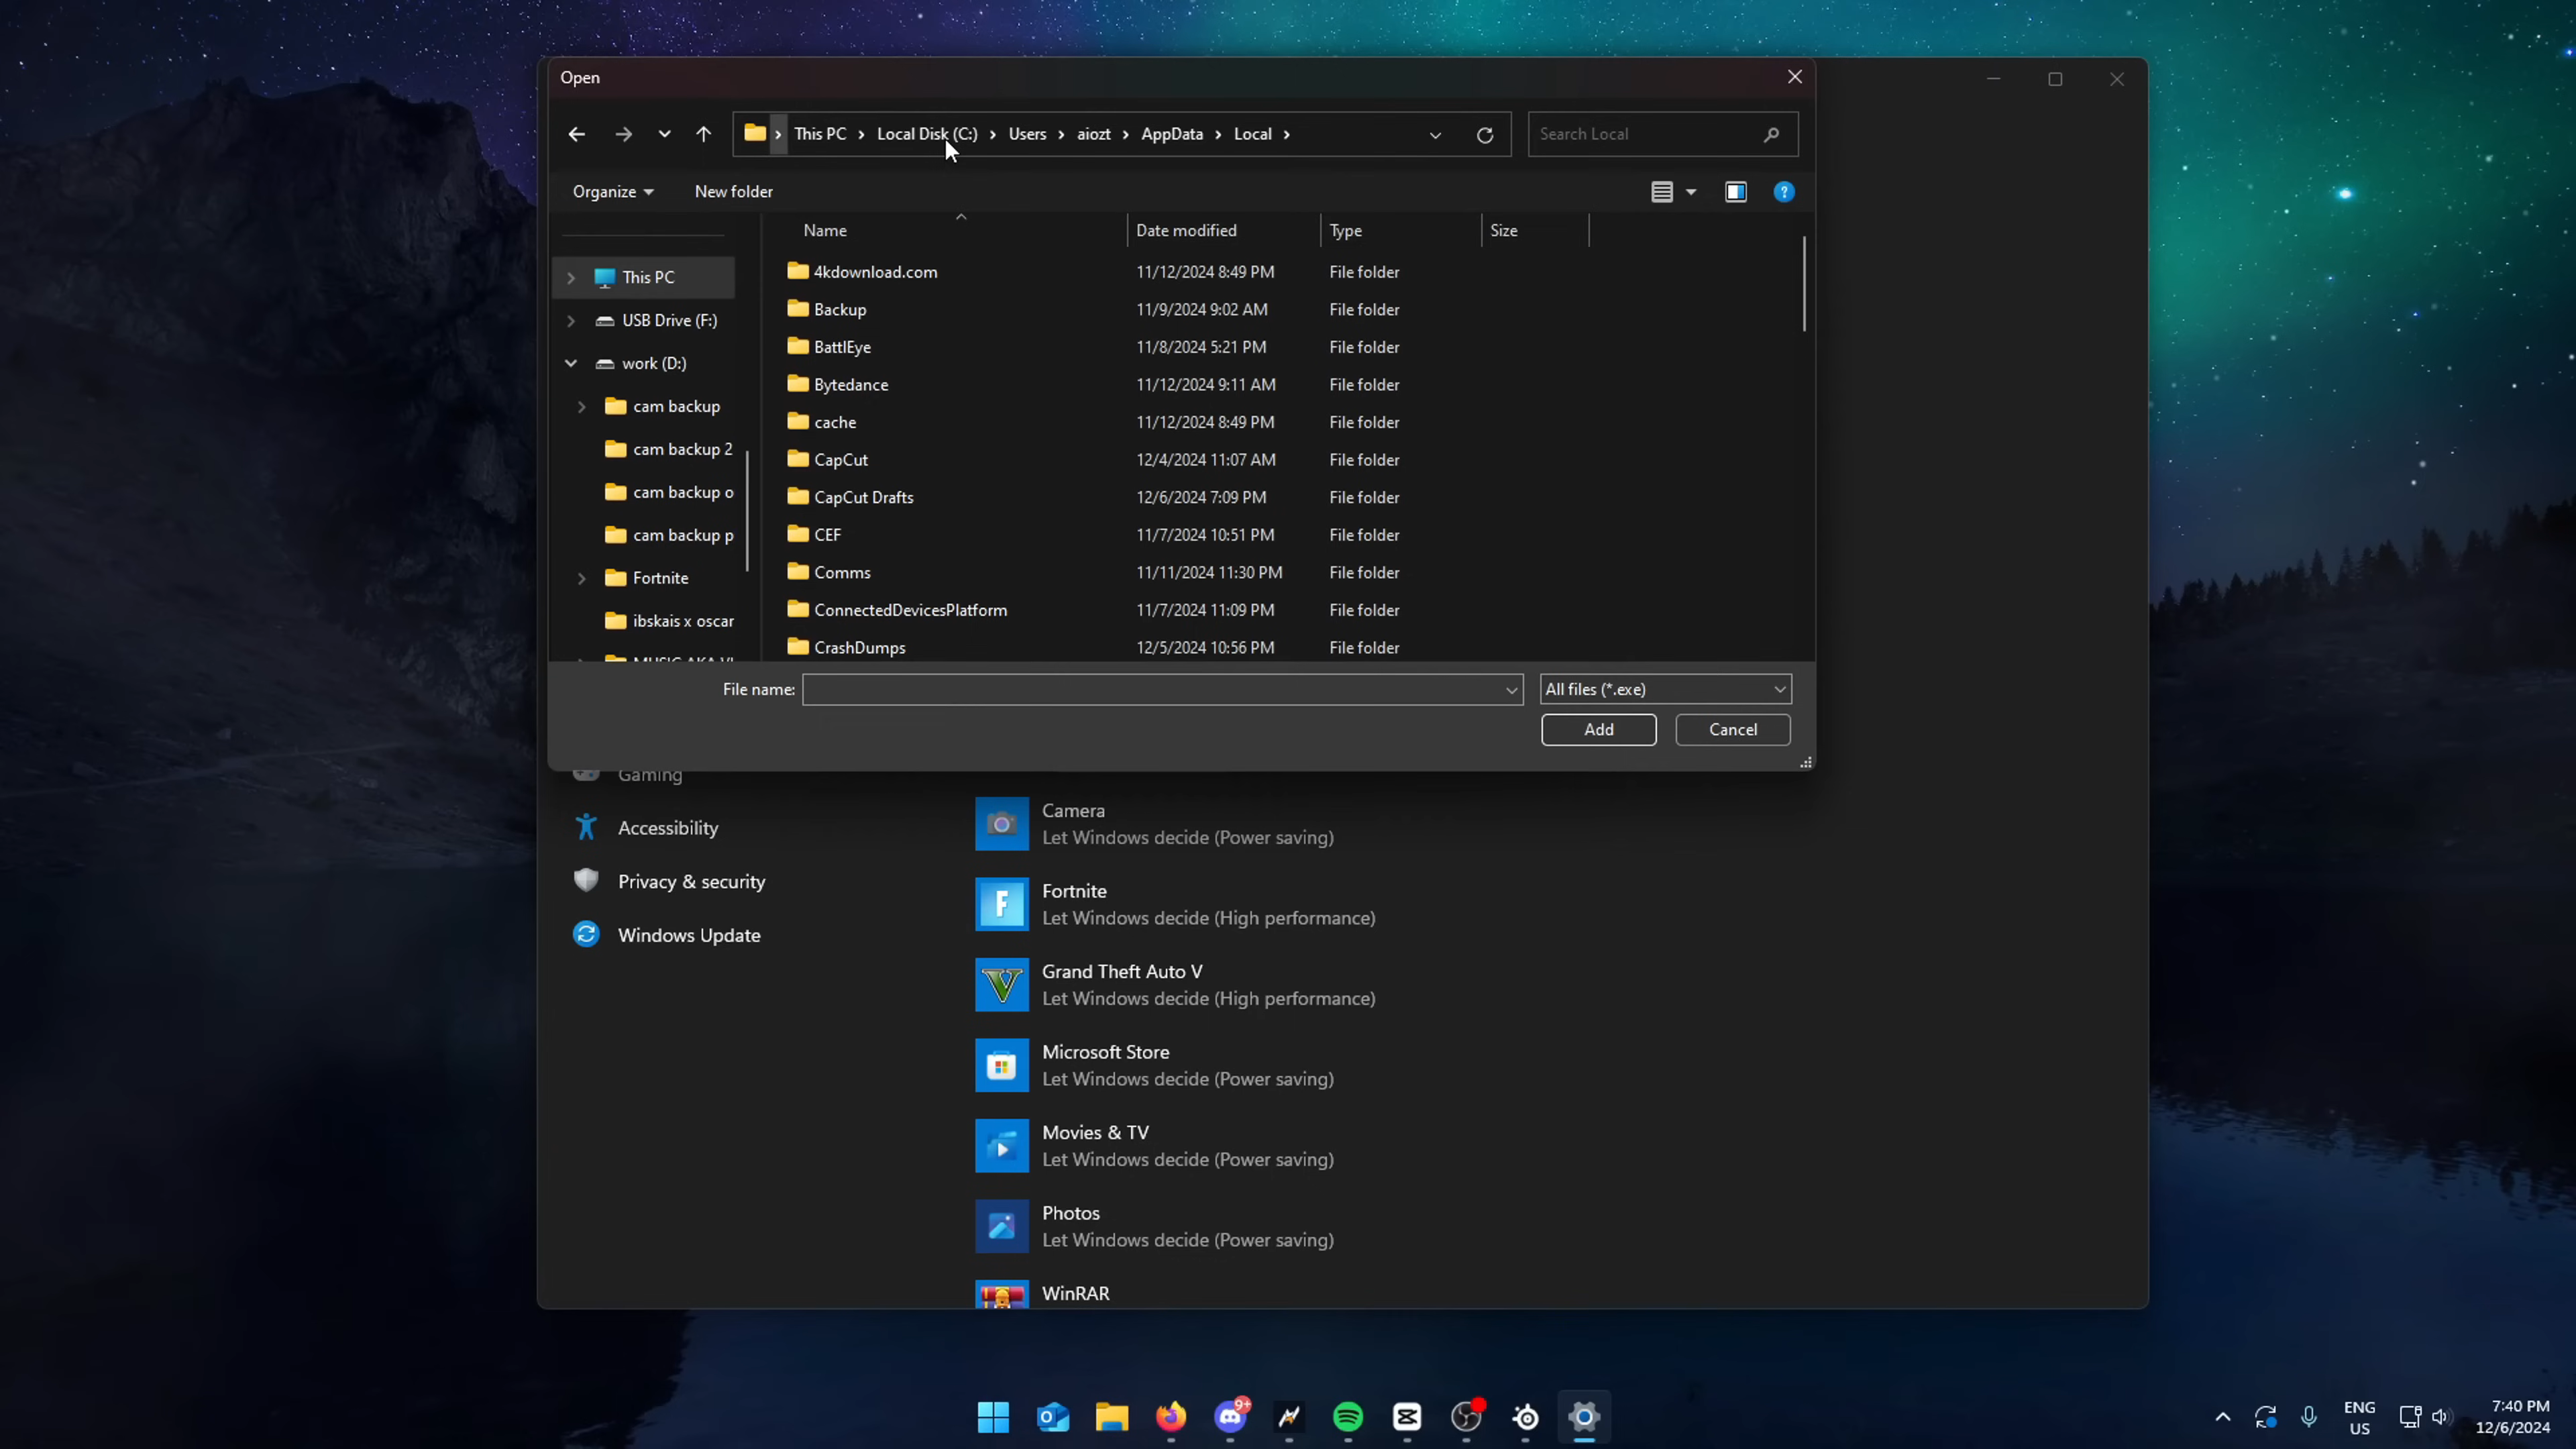 Open
This PC > Local Disk (C:) > Users > aiozt > AppData > Local >
Search Local
Organize
New folder
Name
Date modified
Type
Size
This PC
USB Drive (F:)
work (D:)
cam backup
cam backup 2
cam backup o
cam backup p
Fortnite
ibskais x oscar
4kdownload.com 11/12/2024 8:49 PM File folder
Backup 11/9/2024 9:02 AM File folder
BattlEye 11/8/2024 5:21 PM File folder
Bytedance 11/12/2024 9:11 AM File folder
cache 11/12/2024 8:49 PM File folder
CapCut 12/4/2024 11:07 AM File folder
CapCut Drafts 12/6/2024 7:09 PM File folder
CEF 11/7/2024 10:51 PM File folder
Comms 11/11/2024 11:30 PM File folder
ConnectedDevicesPlatform 11/7/2024 11:09 PM File folder
CrashDumps 12/5/2024 10:56 PM File folder
File name:
All files (*.exe)
Add
Cancel
Gaming
Accessibility
Privacy & security
Windows Update
Camera
Let Windows decide (Power saving)
Fortnite
Let Windows decide (High performance)
Grand Theft Auto V
Let Windows decide (High performance)
Microsoft Store
Let Windows decide (Power saving)
Movies & TV
Let Windows decide (Power saving)
Photos
Let Windows decide (Power saving)
WinRAR
9+
ENG
US
7:40 PM
12/6/2024